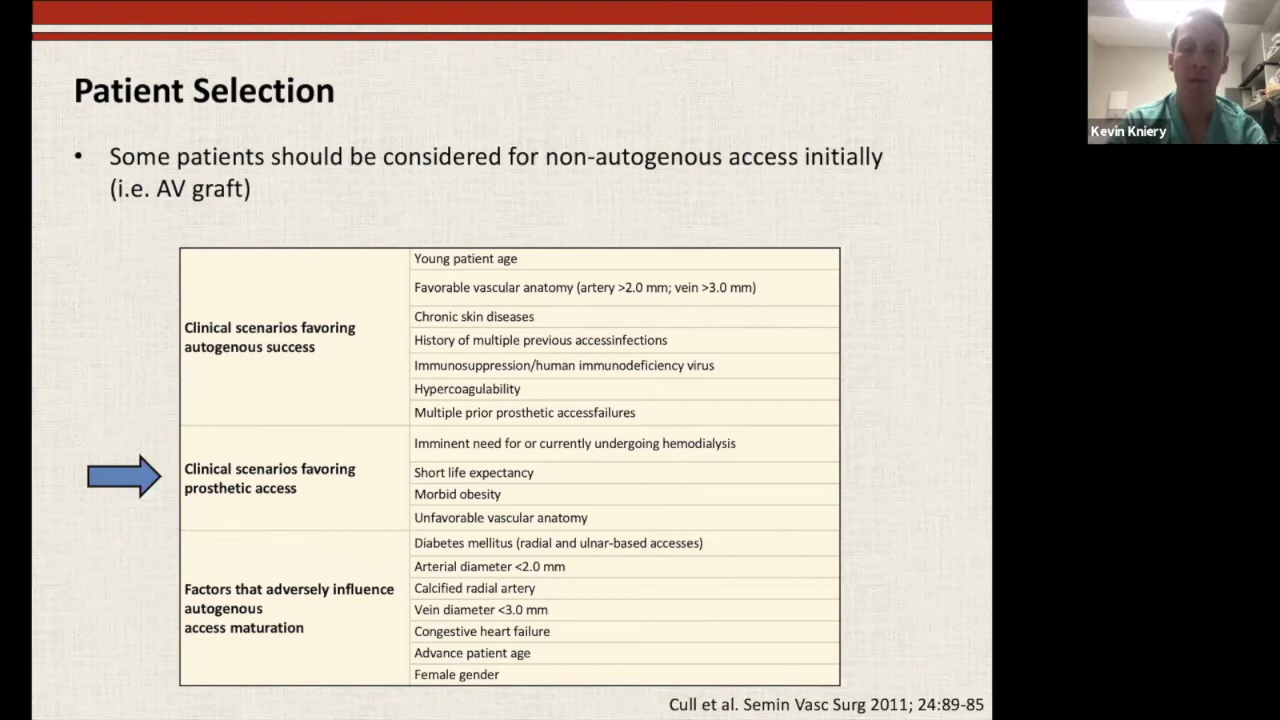 Patient Selection
• Some patients should be considered for non-autogenous access initially
(i.e. AV graft)
Clinical scenarios favoring
autogenous success
Young patient age
Favorable vascular anatomy (artery >2.0 mm; vein >3.0 mm)
Chronic skin diseases
History of multiple previous accessinfections
Immunosuppression/human immunodeficiency virus
Hypercoagulability
Multiple prior prosthetic accessfailures
Clinical scenarios favoring
prosthetic access
Imminent need for or currently undergoing hemodialysis
Short life expectancy
Morbid obesity
Unfavorable vascular anatomy
Factors that adversely influence
autogenous
access maturation
Diabetes mellitus (radial and ulnar-based accesses)
Arterial diameter <2.0 mm
Calcified radial artery
Vein diameter <3.0 mm
Congestive heart failure
Advance patient age
Female gender
Cull et al. Semin Vasc Surg 2011; 24:89-85
Kevin Kniery